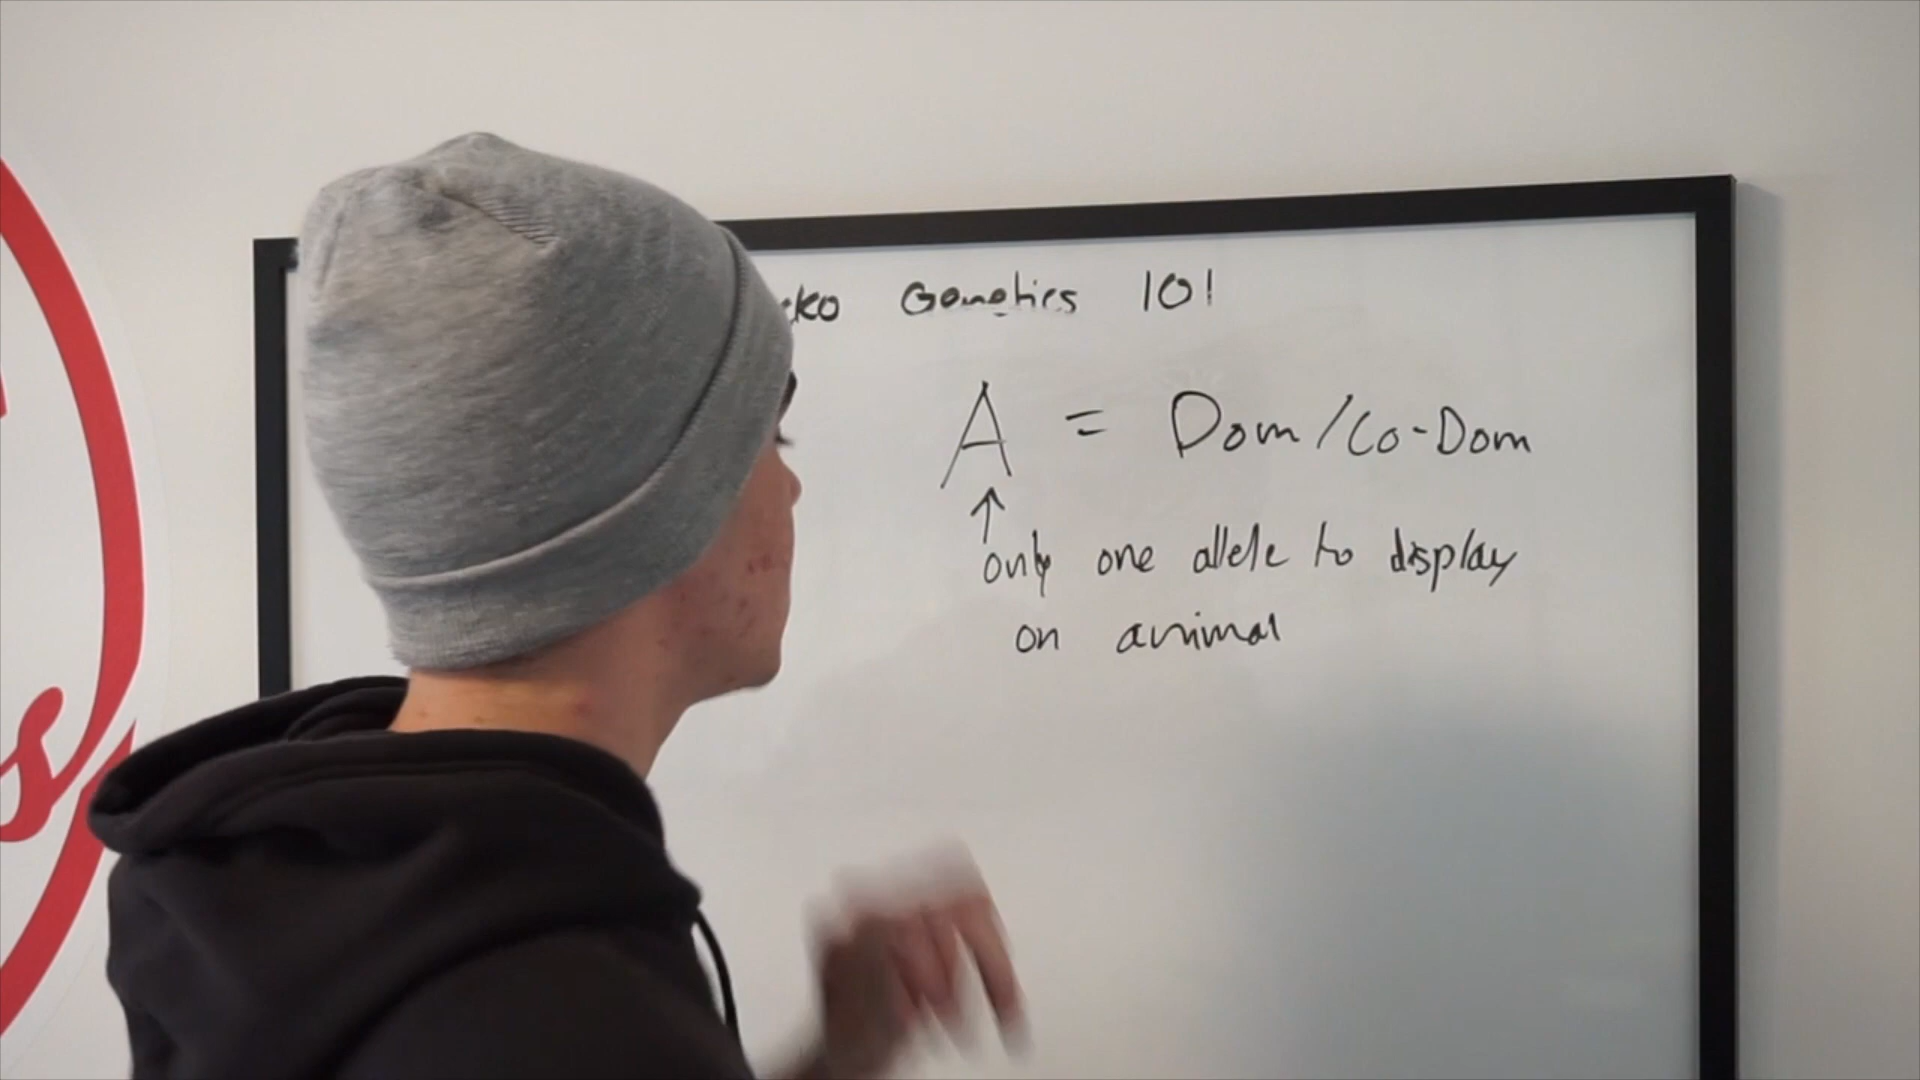 cko Genetics 101
A = Dom/Co-Dom
↑
only one allele to display
on animal
s